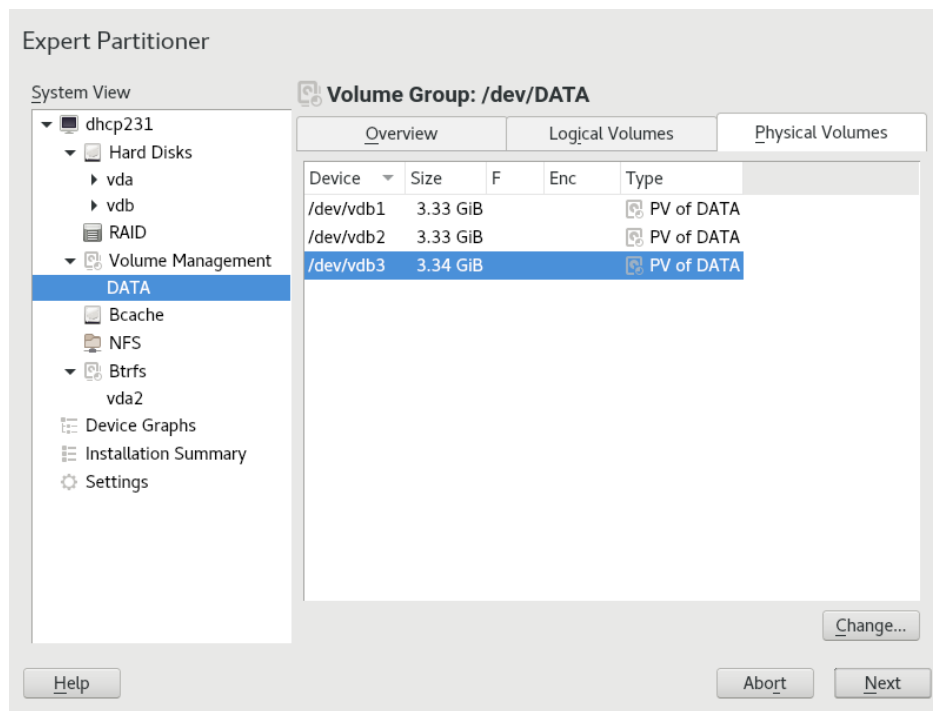 Expert Partitioner
System View
dhcp231
Hard Disks
vda
vdb
RAID
Volume Management
DATA
Bcache
NFS
Btrfs
vda2
Device Graphs
Installation Summary
Settings
Volume Group: /dev/DATA
Overview Logical Volumes Physical Volumes
Device Size F Enc Type
/dev/vdb1 3.33 GiB PV of DATA
/dev/vdb2 3.33 GiB PV of DATA
/dev/vdb3 3.34 GiB PV of DATA
Change...
Help Abort Next